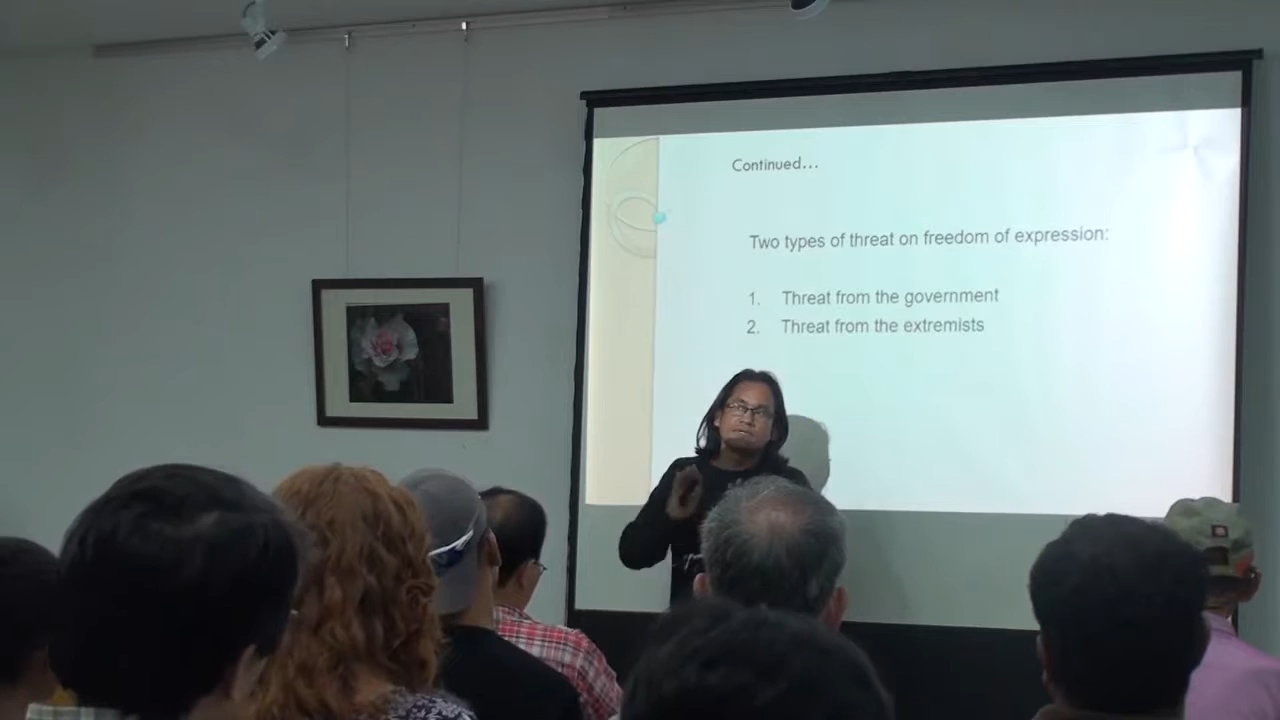 Continued...
Two types of threat on freedom of expression:
1. Threat from the government
2. Threat from the extremists